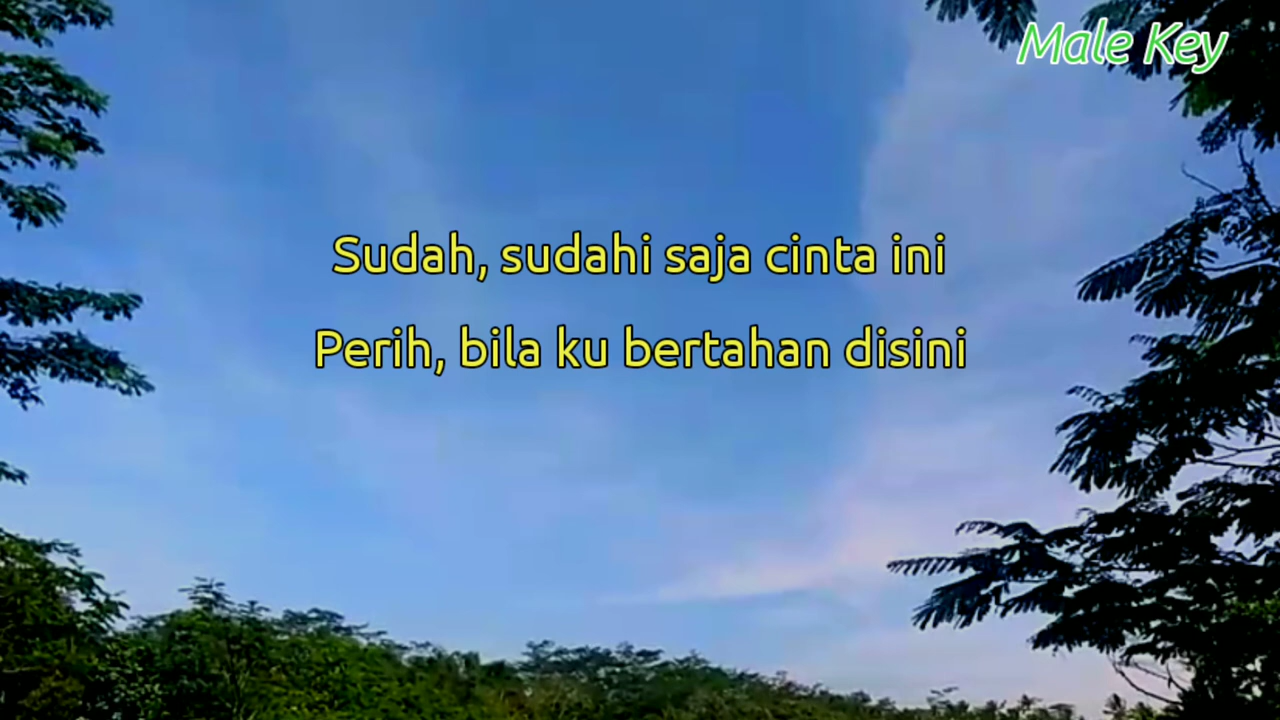 Male Key
Sudah, sudahi saja cinta ini
Perih, bila ku bertahan disini